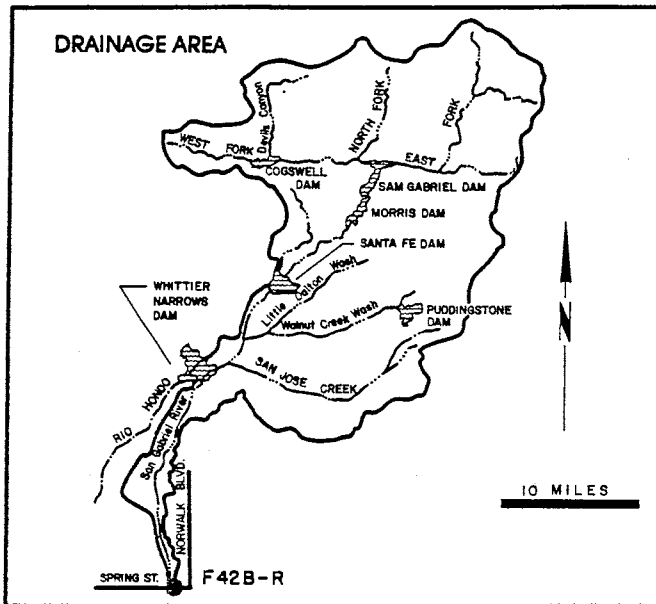 DRAINAGE AREA
Devils Canyon
NORTH FORK
FORK
WEST FORK
EAST
COGSWELL
DAM
SAM GABRIEL DAM
MORRIS DAM
SANTA FE DAM
WHITTIER
NARROWS
DAM
Little Dalton Wash
Walnut Creek Wash
PUDDINGSTONE
DAM
N
SAN JOSE CREEK
RIO HONDO
San Gabriel River
NORWALK BLVD.
10 MILES
SPRING ST.
F42B-R